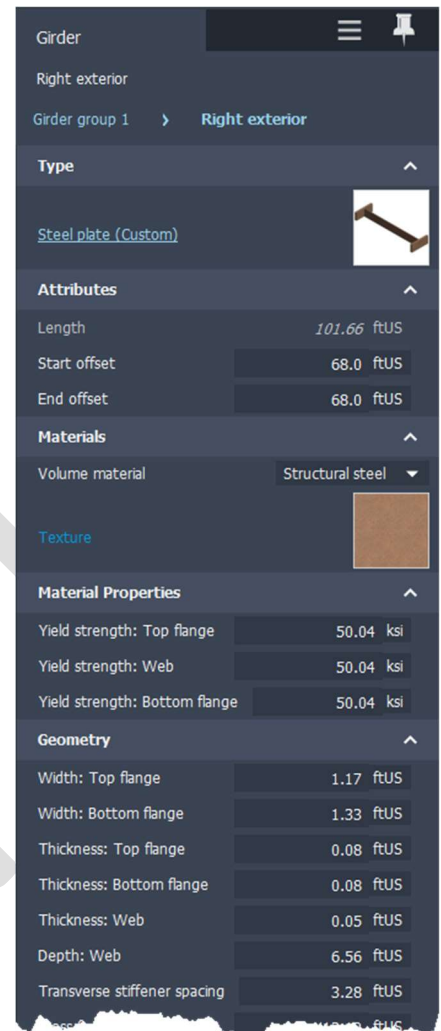 Girder
Right exterior
Girder group 1 › Right exterior
Type
Steel plate (Custom)
Attributes
Length 101.66 ftUS
Start offset 68.0 ftUS
End offset 68.0 ftUS
Materials
Volume material Structural steel
Texture
Material Properties
Yield strength: Top flange 50.04 ksi
Yield strength: Web 50.04 ksi
Yield strength: Bottom flange 50.04 ksi
Geometry
Width: Top flange 1.17 ftUS
Width: Bottom flange 1.33 ftUS
Thickness: Top flange 0.08 ftUS
Thickness: Bottom flange 0.08 ftUS
Thickness: Web 0.05 ftUS
Depth: Web 6.56 ftUS
Transverse stiffener spacing 3.28 ftUS
ftUS